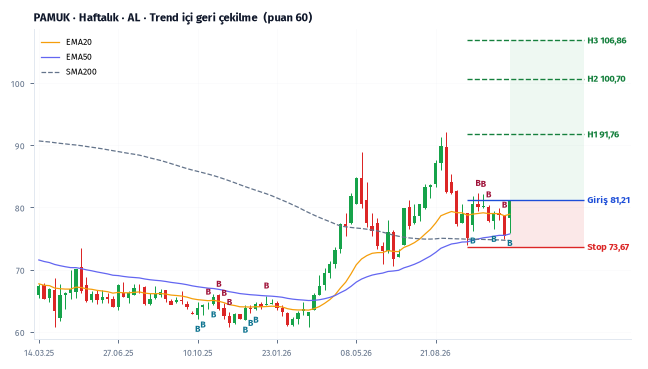 PAMUK · Haftalık · AL · Trend içi geri çekilme (puan 60)
EMA20
EMA50
SMA200
H3 106,86
H2 100,70
H1 91,76
Giriş 81,21
Stop 73,67
100
90
80
70
60
B B B B B B B B
B B B B B B B B
B B B
14.03.25 27.06.25 10.10.25 23.01.26 08.05.26 21.08.26